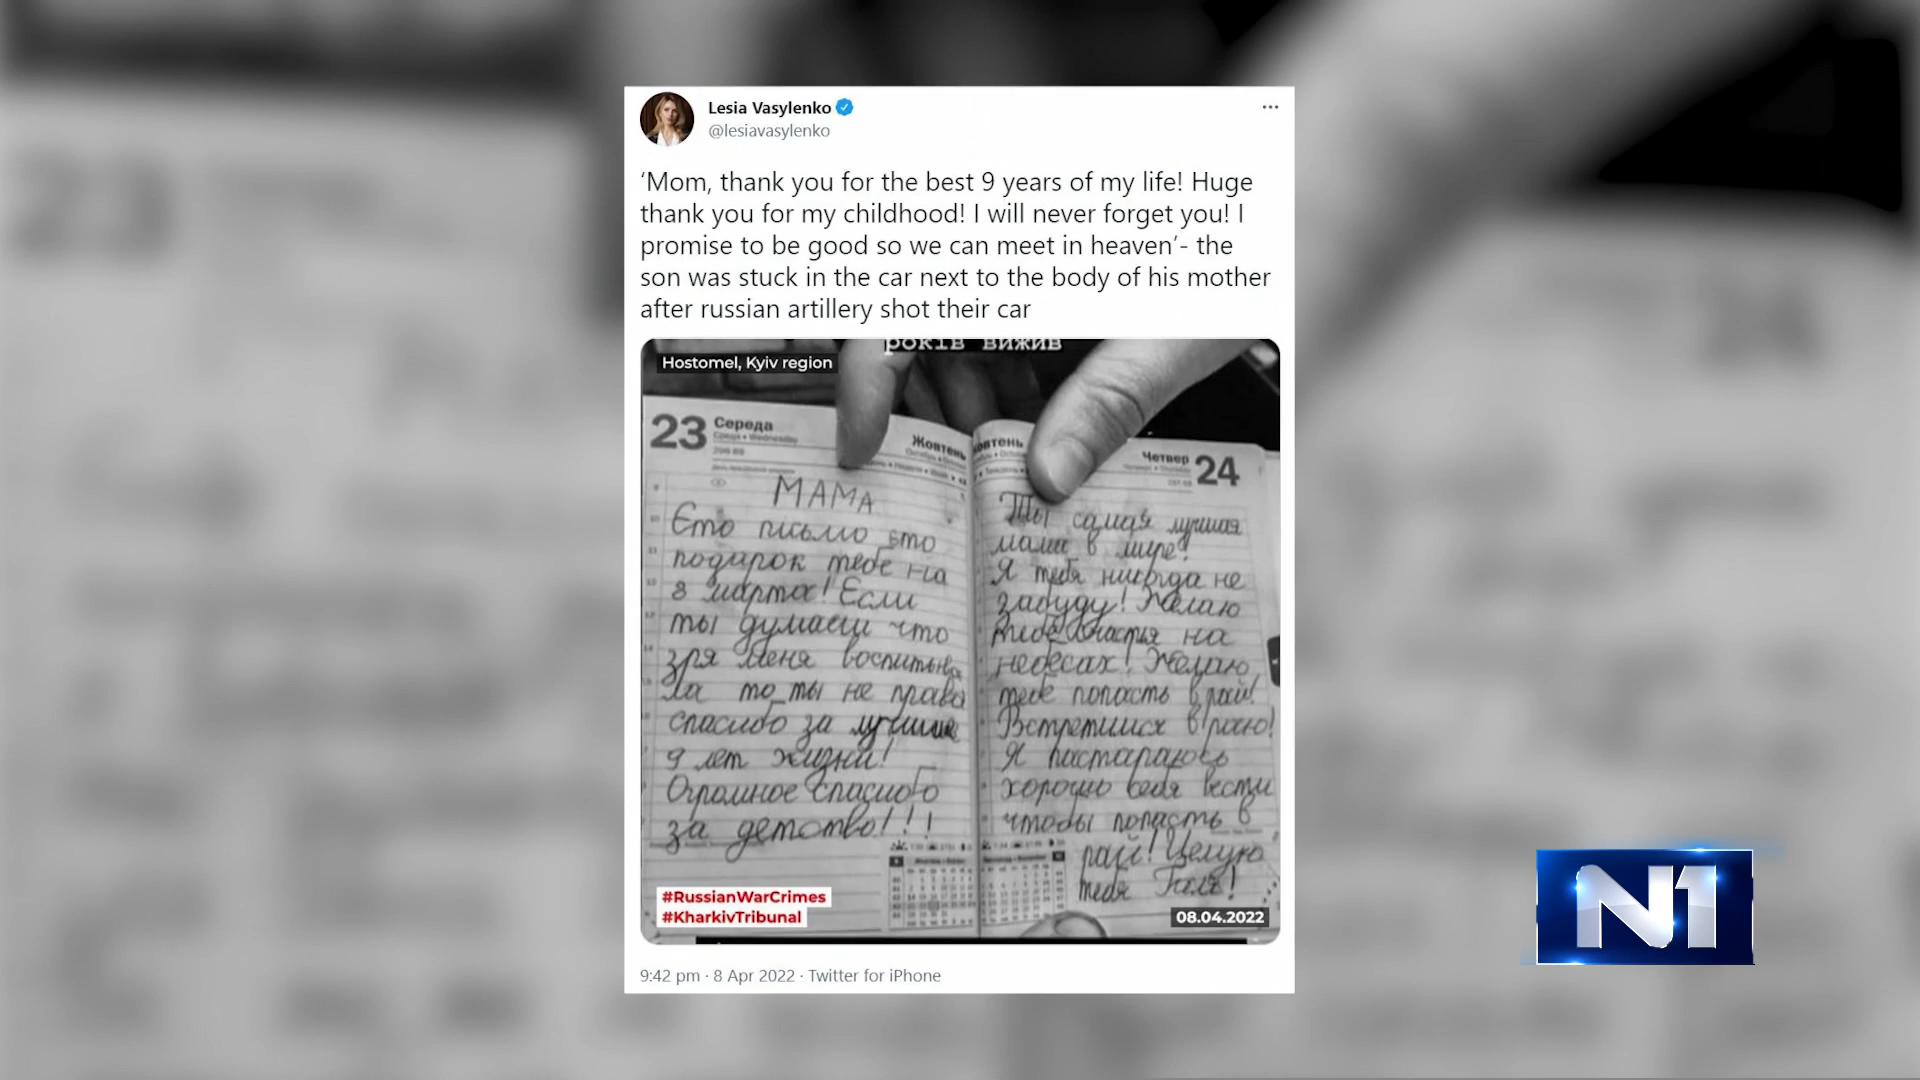 Lesia Vasylenko
@lesiavasylenko
‘Mom, thank you for the best 9 years of my life! Huge
thank you for my childhood! I will never forget you! I
promise to be good so we can meet in heaven’- the
son was stuck in the car next to the body of his mother
after russian artillery shot their car
років вижив
Hostomel, Kyiv region
23 Середа
Жовтень
МАМА
Єто письмо ето
подарок тебе на
8 марта! Если
ты думаеш что
зря меня воспитыва
ла то ты не права
спасибо за лучшие
9 лет жизни!
Огромное спасибо
за детство!!!
овтень
Четвер 24
Ты самая лучшая
мама в мире!
Я тебя никогда не
забуду! Желаю
тебе счастья на
небесах! Желаю
тебе попасть в рай!
Встретимся в раю!
Я пастараюсь
хорошо себя вести
чтобы попасть в
рай! Целую
тебя
#RussianWarCrimes
#KharkivTribunal
08.04.2022
9:42 pm · 8 Apr 2022 · Twitter for iPhone
N1